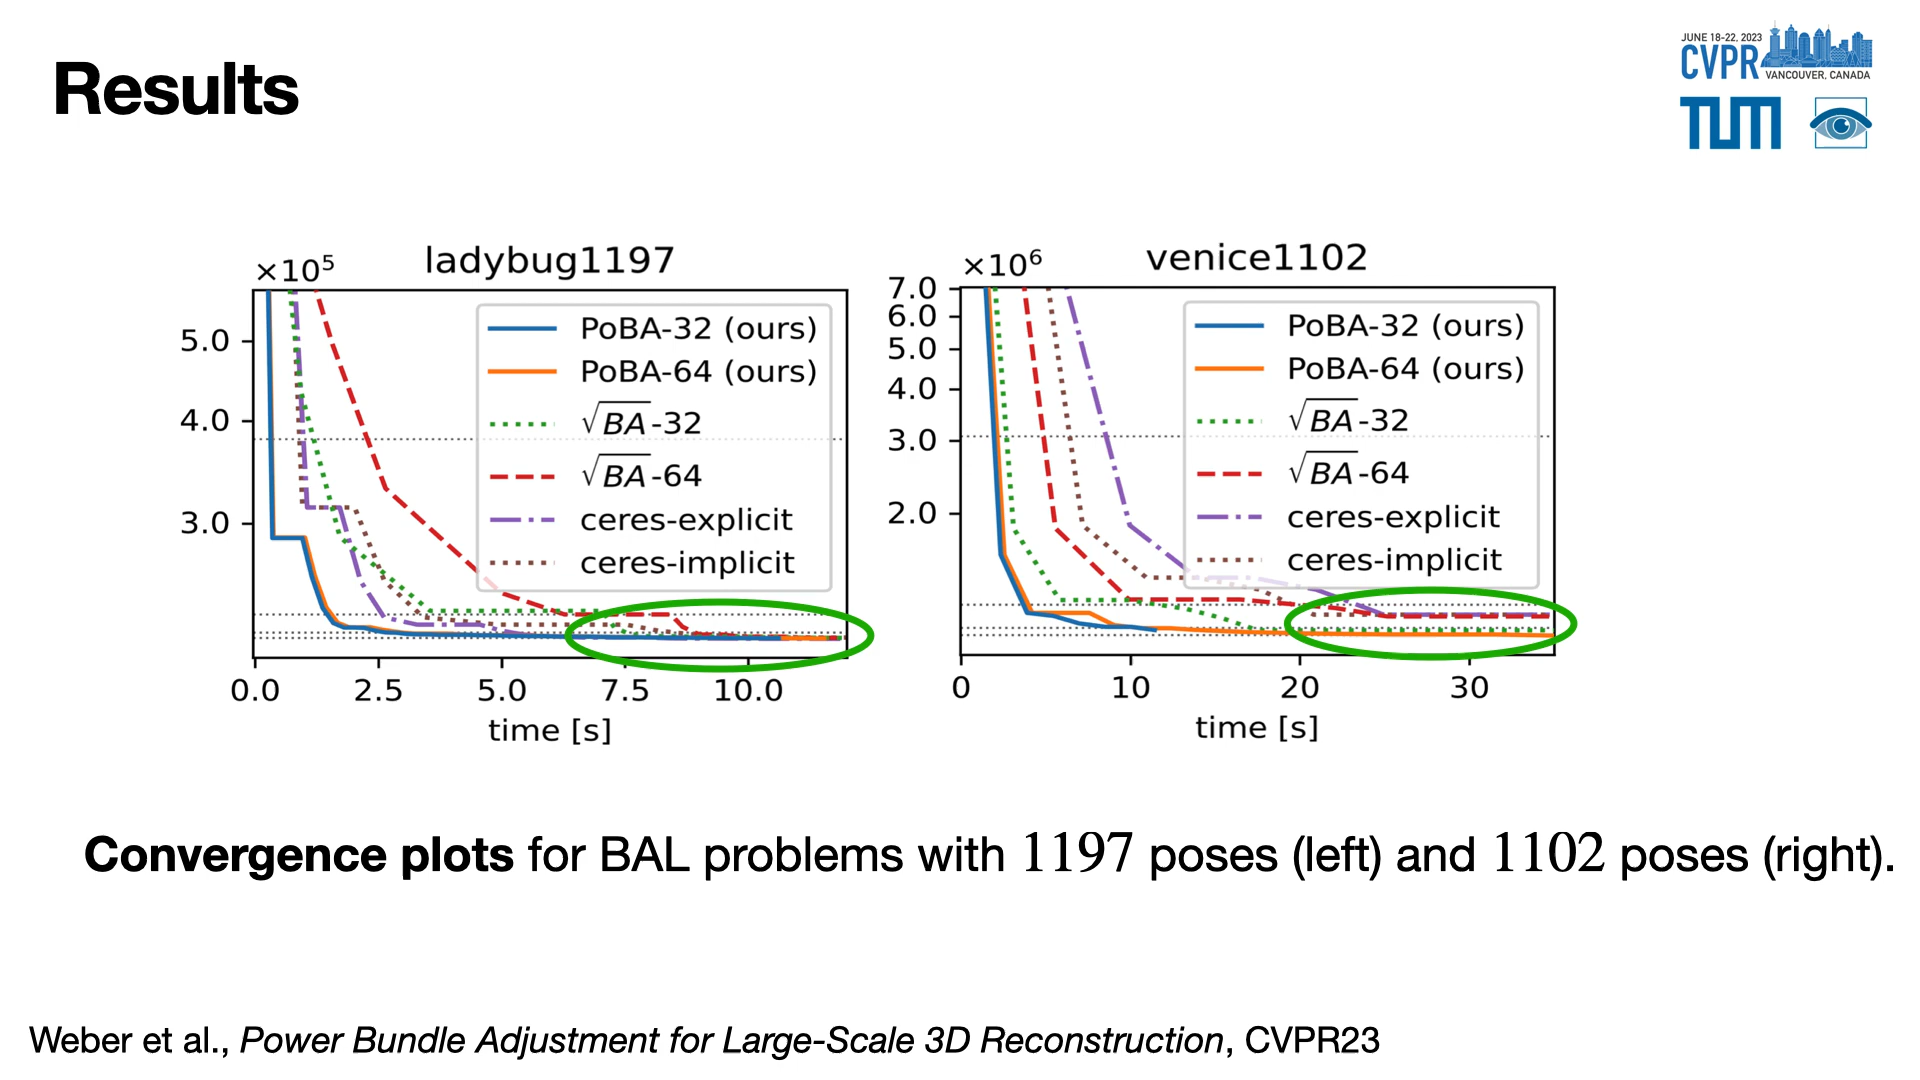 Results
JUNE 18-22, 2023
CVPR
VANCOUVER, CANADA
TUM
ladybug1197
×10⁵
5.0
4.0
3.0
PoBA-32 (ours)
PoBA-64 (ours)
√BA-32
√BA-64
ceres-explicit
ceres-implicit
0.0 2.5 5.0 7.5 10.0
time [s]
venice1102
×10⁶
7.0
6.0
5.0
4.0
3.0
2.0
PoBA-32 (ours)
PoBA-64 (ours)
√BA-32
√BA-64
ceres-explicit
ceres-implicit
0 10 20 30
time [s]
Convergence plots for BAL problems with 1197 poses (left) and 1102 poses (right).
Weber et al., Power Bundle Adjustment for Large-Scale 3D Reconstruction, CVPR23